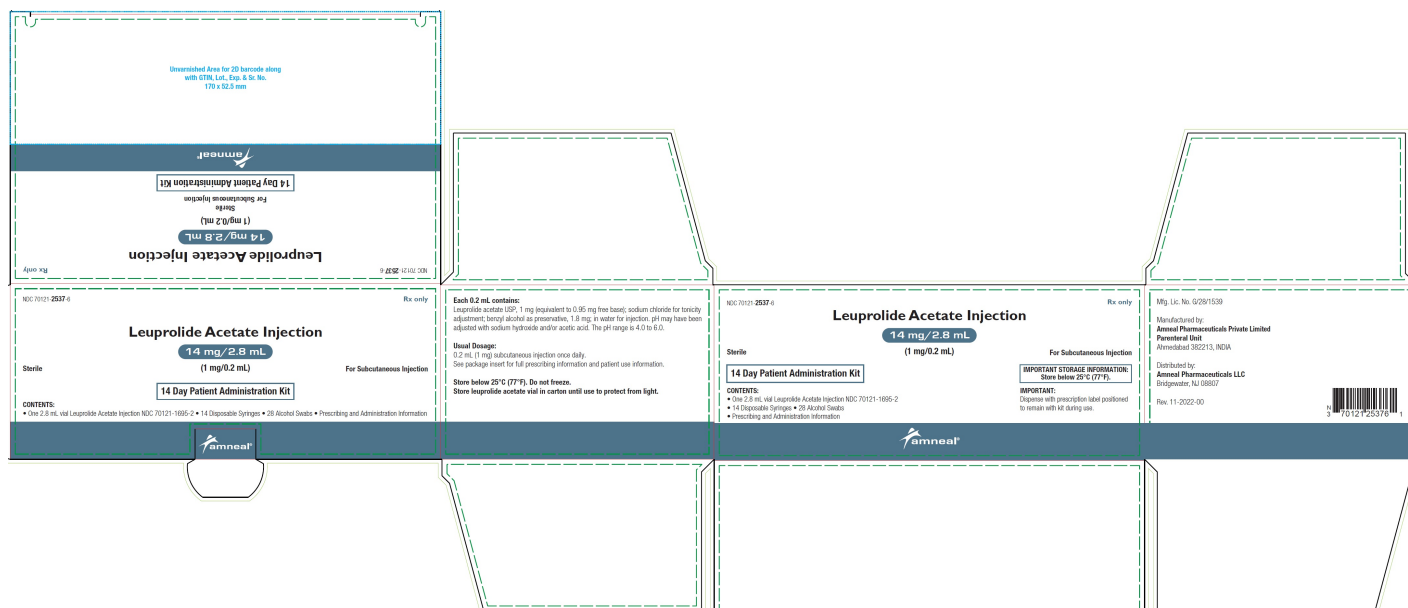 Unvarnished Area for 2D barcode along
with GTIN, Lot., Exp. & Sr. No.
170 x 52.5 mm
NDC 70121-2537-6
Rx only
Leuprolide Acetate Injection
14 mg/2.8 mL
(1 mg/0.2 mL)
Sterile
For Subcutaneous Injection
14 Day Patient Administration Kit
amneal®
NDC 70121-2537-6
Rx only
Leuprolide Acetate Injection
14 mg/2.8 mL
(1 mg/0.2 mL)
Sterile
For Subcutaneous Injection
14 Day Patient Administration Kit
CONTENTS:
• One 2.8 mL vial Leuprolide Acetate Injection NDC 70121-1695-2 • 14 Disposable Syringes • 28 Alcohol Swabs • Prescribing and Administration Information
amneal®
Each 0.2 mL contains:
Leuprolide acetate USP, 1 mg (equivalent to 0.95 mg free base); sodium chloride for tonicity
adjustment; benzyl alcohol as preservative, 1.8 mg; in water for injection. pH may have been
adjusted with sodium hydroxide and/or acetic acid. The pH range is 4.0 to 6.0.
Usual Dosage:
0.2 mL (1 mg) subcutaneous injection once daily.
See package insert for full prescribing information and patient use information.
Store below 25°C (77°F). Do not freeze.
Store leuprolide acetate vial in carton until use to protect from light.
NDC 70121-2537-6
Rx only
Leuprolide Acetate Injection
14 mg/2.8 mL
(1 mg/0.2 mL)
Sterile
For Subcutaneous Injection
14 Day Patient Administration Kit
CONTENTS:
• One 2.8 mL vial Leuprolide Acetate Injection NDC 70121-1695-2
• 14 Disposable Syringes • 28 Alcohol Swabs
• Prescribing and Administration Information
IMPORTANT STORAGE INFORMATION:
Store below 25°C (77°F).
IMPORTANT:
Dispense with prescription label positioned
to remain with kit during use.
amneal®
Mfg. Lic. No. G/28/1539
Manufactured by:
Amneal Pharmaceuticals Private Limited
Parenteral Unit
Ahmedabad 382213, INDIA
Distributed by:
Amneal Pharmaceuticals LLC
Bridgewater, NJ 08807
Rev. 11-2022-00
N
3 70121 25376 1